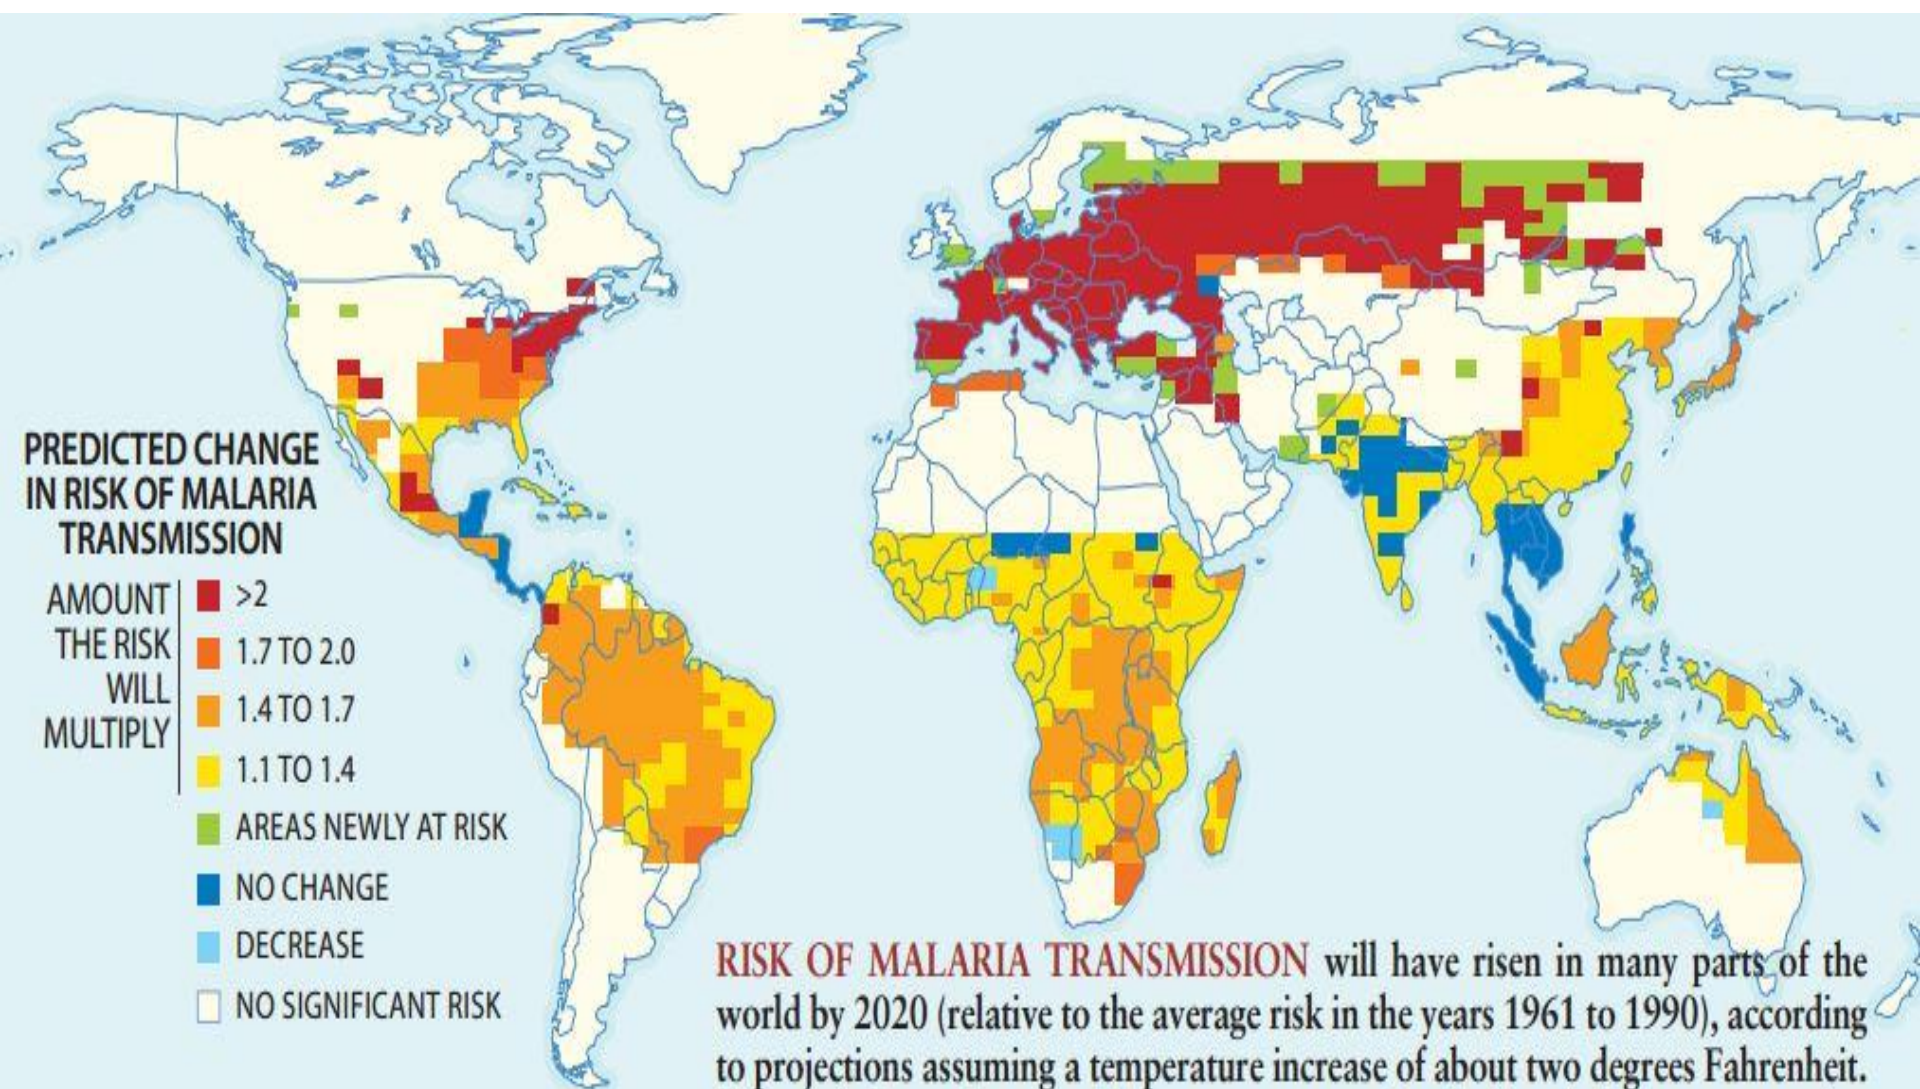 PREDICTED CHANGE
IN RISK OF MALARIA
TRANSMISSION
AMOUNT
THE RISK
WILL
MULTIPLY
>2
1.7 TO 2.0
1.4 TO 1.7
1.1 TO 1.4
AREAS NEWLY AT RISK
NO CHANGE
DECREASE
NO SIGNIFICANT RISK
RISK OF MALARIA TRANSMISSION will have risen in many parts of the
world by 2020 (relative to the average risk in the years 1961 to 1990), according
to projections assuming a temperature increase of about two degrees Fahrenheit.